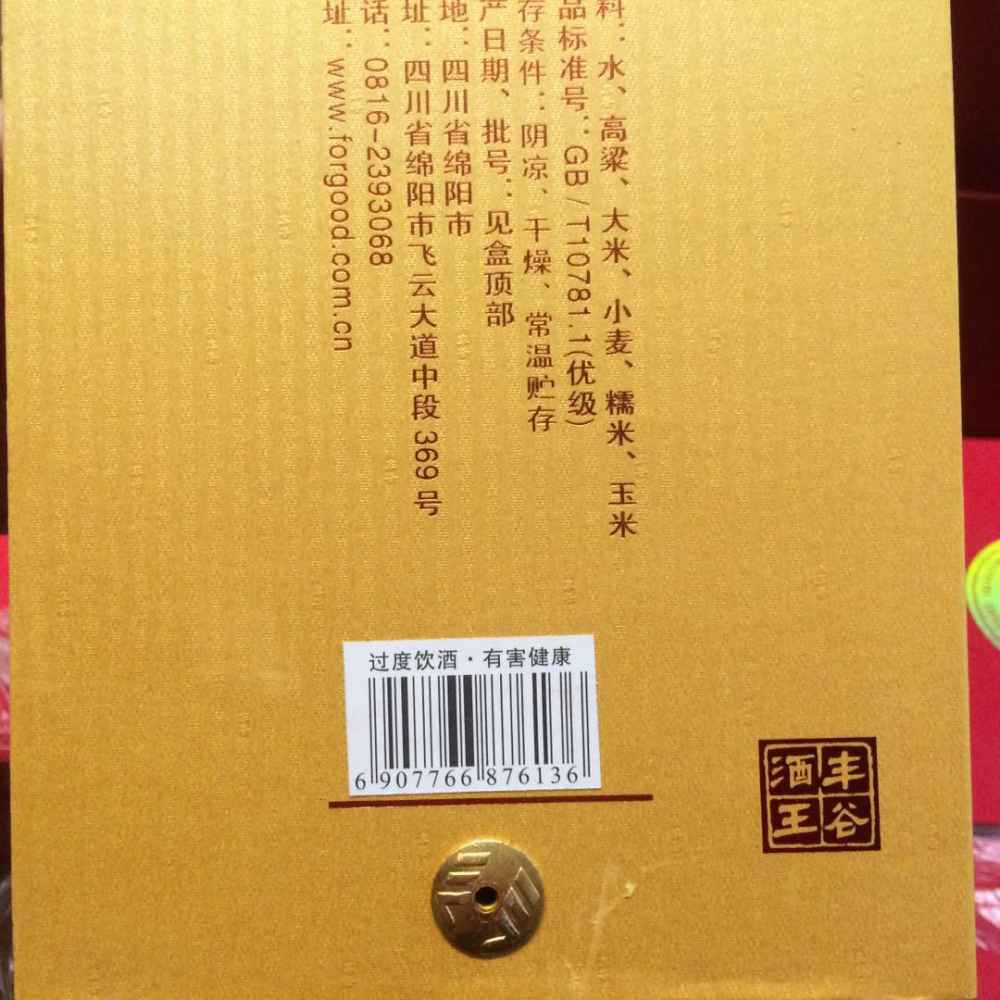 料：水、高粱、大米、小麦、糯米、玉米
品标准号：GB/T10781.1(优级)
存条件：阴凉、干燥、常温贮存
产日期、批号：见盒顶部
地：四川省绵阳市
址：四川省绵阳市飞云大道中段369号
话：0816-2393068
址：www.forgood.com.cn
过度饮酒·有害健康
6907766876136
丰谷
酒王